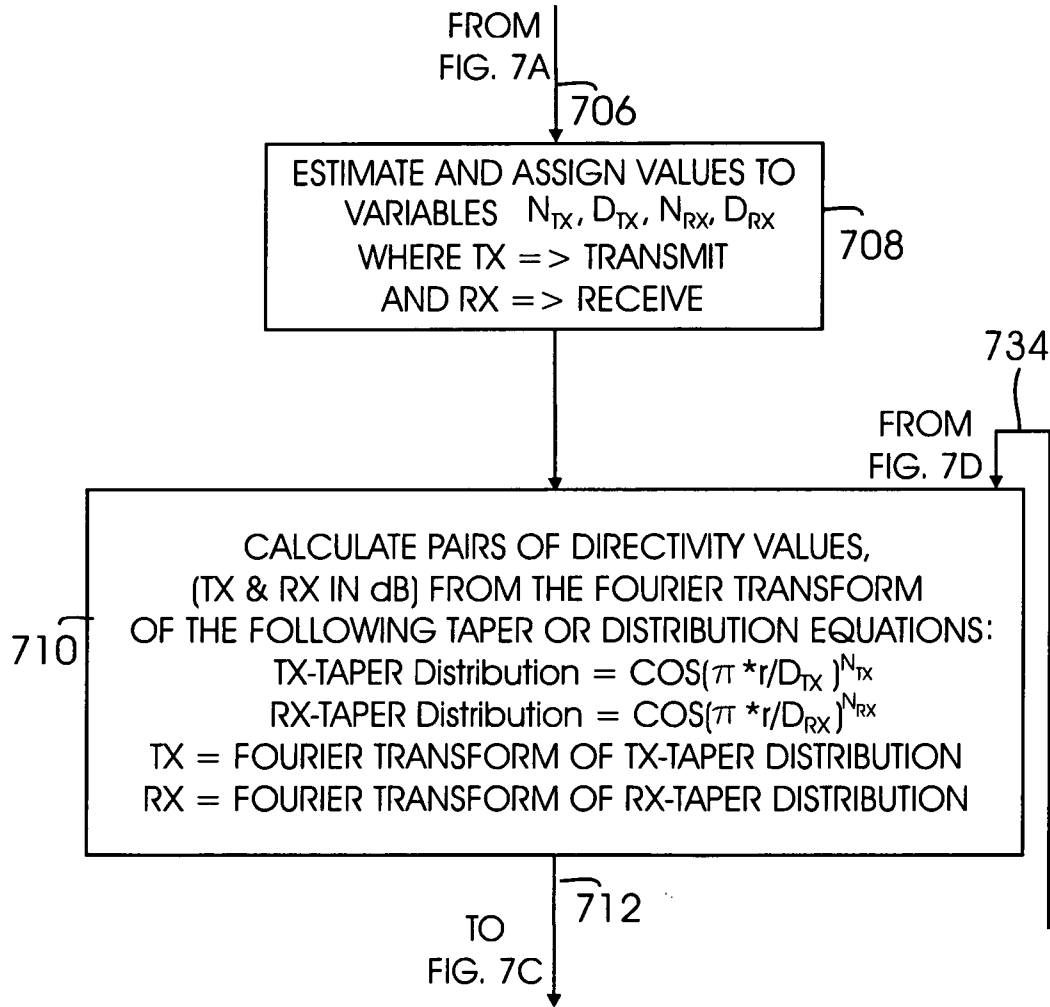 FROM
FIG. 7A
706
ESTIMATE AND ASSIGN VALUES TO
VARIABLES N_TX, D_TX, N_RX, D_RX
WHERE TX => TRANSMIT
AND RX => RECEIVE
708
734
FROM
FIG. 7D
CALCULATE PAIRS OF DIRECTIVITY VALUES,
(TX & RX IN dB) FROM THE FOURIER TRANSFORM
OF THE FOLLOWING TAPER OR DISTRIBUTION EQUATIONS:
TX-TAPER Distribution = COS(π *r/D_TX)^N_TX
RX-TAPER Distribution = COS(π *r/D_RX)^N_RX
TX = FOURIER TRANSFORM OF TX-TAPER DISTRIBUTION
RX = FOURIER TRANSFORM OF RX-TAPER DISTRIBUTION
710
712
TO
FIG. 7C